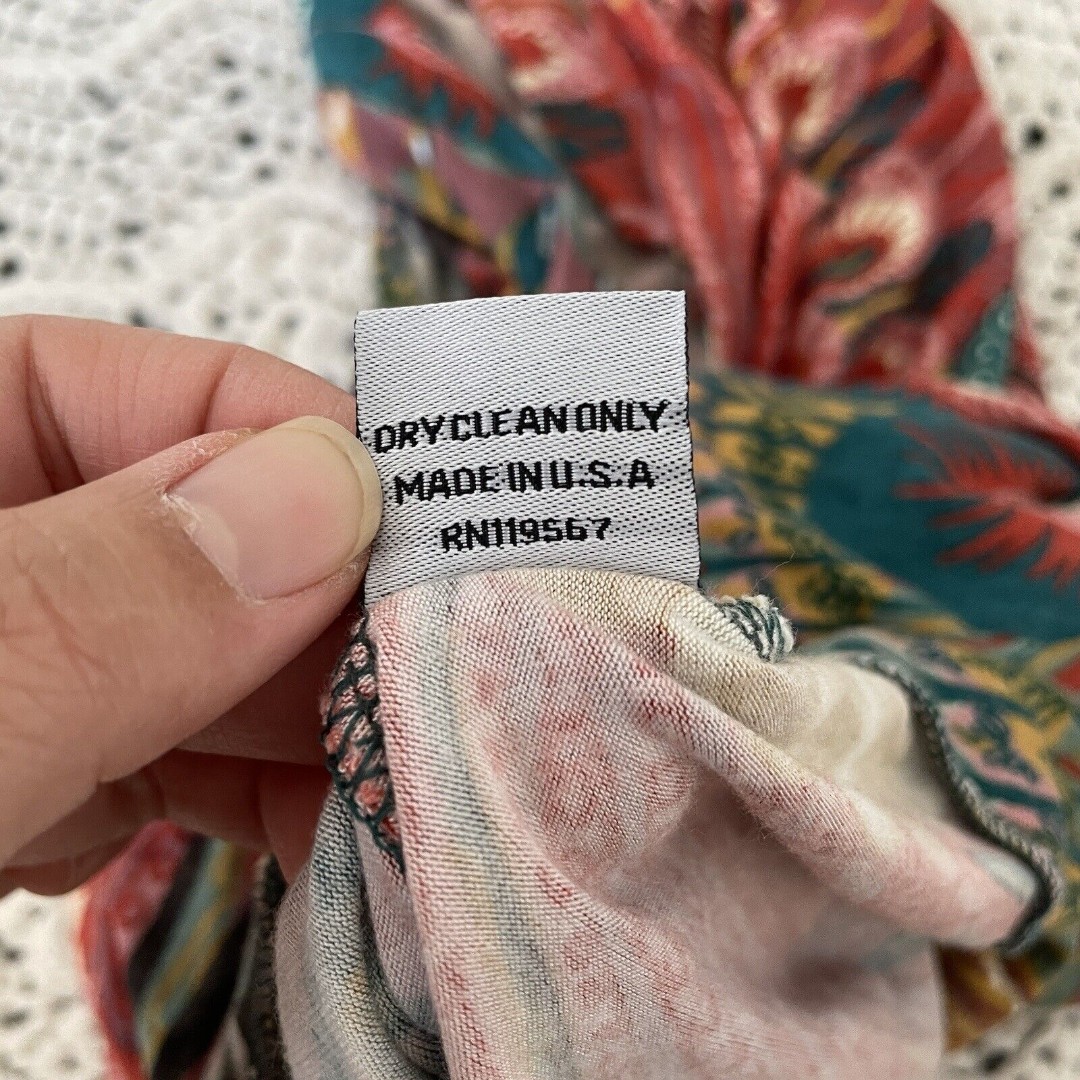 DRY CLEAN ONLY
MADE IN U.S.A
RN119567